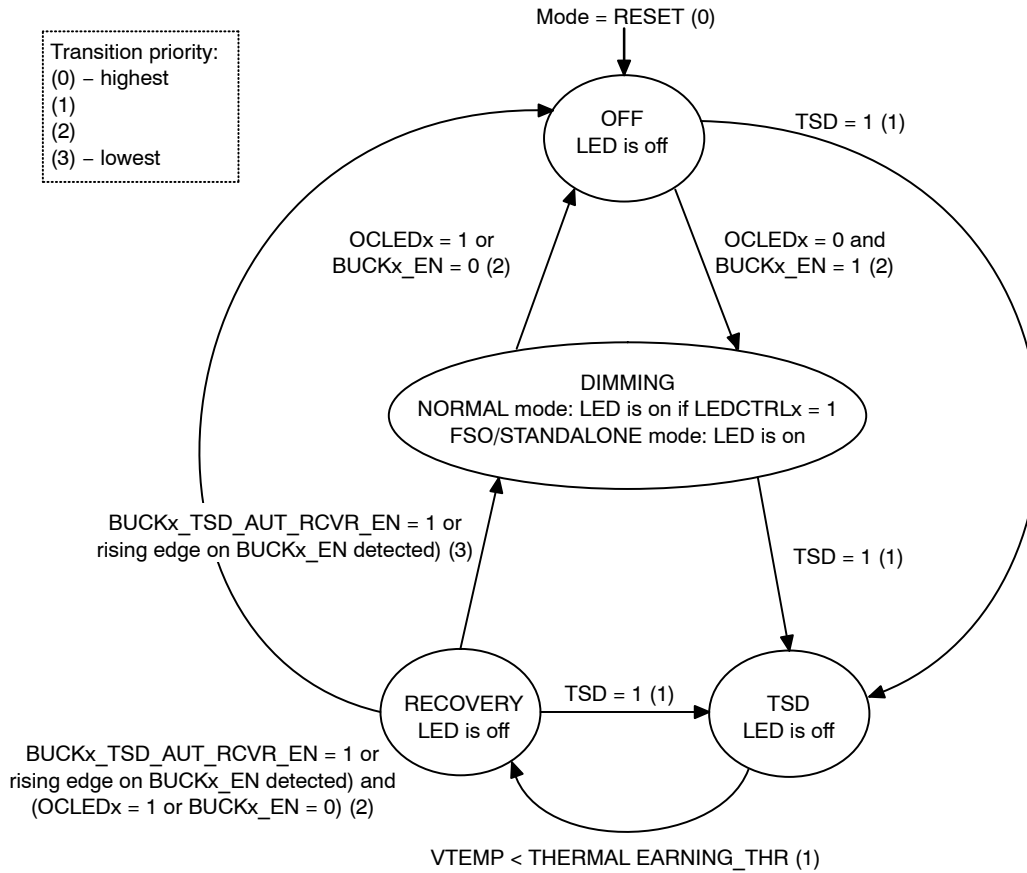 Mode = RESET (0)
Transition priority:
(0) – highest
(1)
(2)
(3) – lowest
OFF
LED is off
TSD = 1 (1)
OCLEDx = 1 or
BUCKx_EN = 0 (2)
OCLEDx = 0 and
BUCKx_EN = 1 (2)
DIMMING
NORMAL mode: LED is on if LEDCTRLx = 1
FSO/STANDALONE mode: LED is on
BUCKx_TSD_AUT_RCVR_EN = 1 or
rising edge on BUCKx_EN detected) (3)
TSD = 1 (1)
RECOVERY
LED is off
TSD = 1 (1)
TSD
LED is off
BUCKx_TSD_AUT_RCVR_EN = 1 or
rising edge on BUCKx_EN detected) and
(OCLEDx = 1 or BUCKx_EN = 0) (2)
VTEMP < THERMAL EARNING_THR (1)